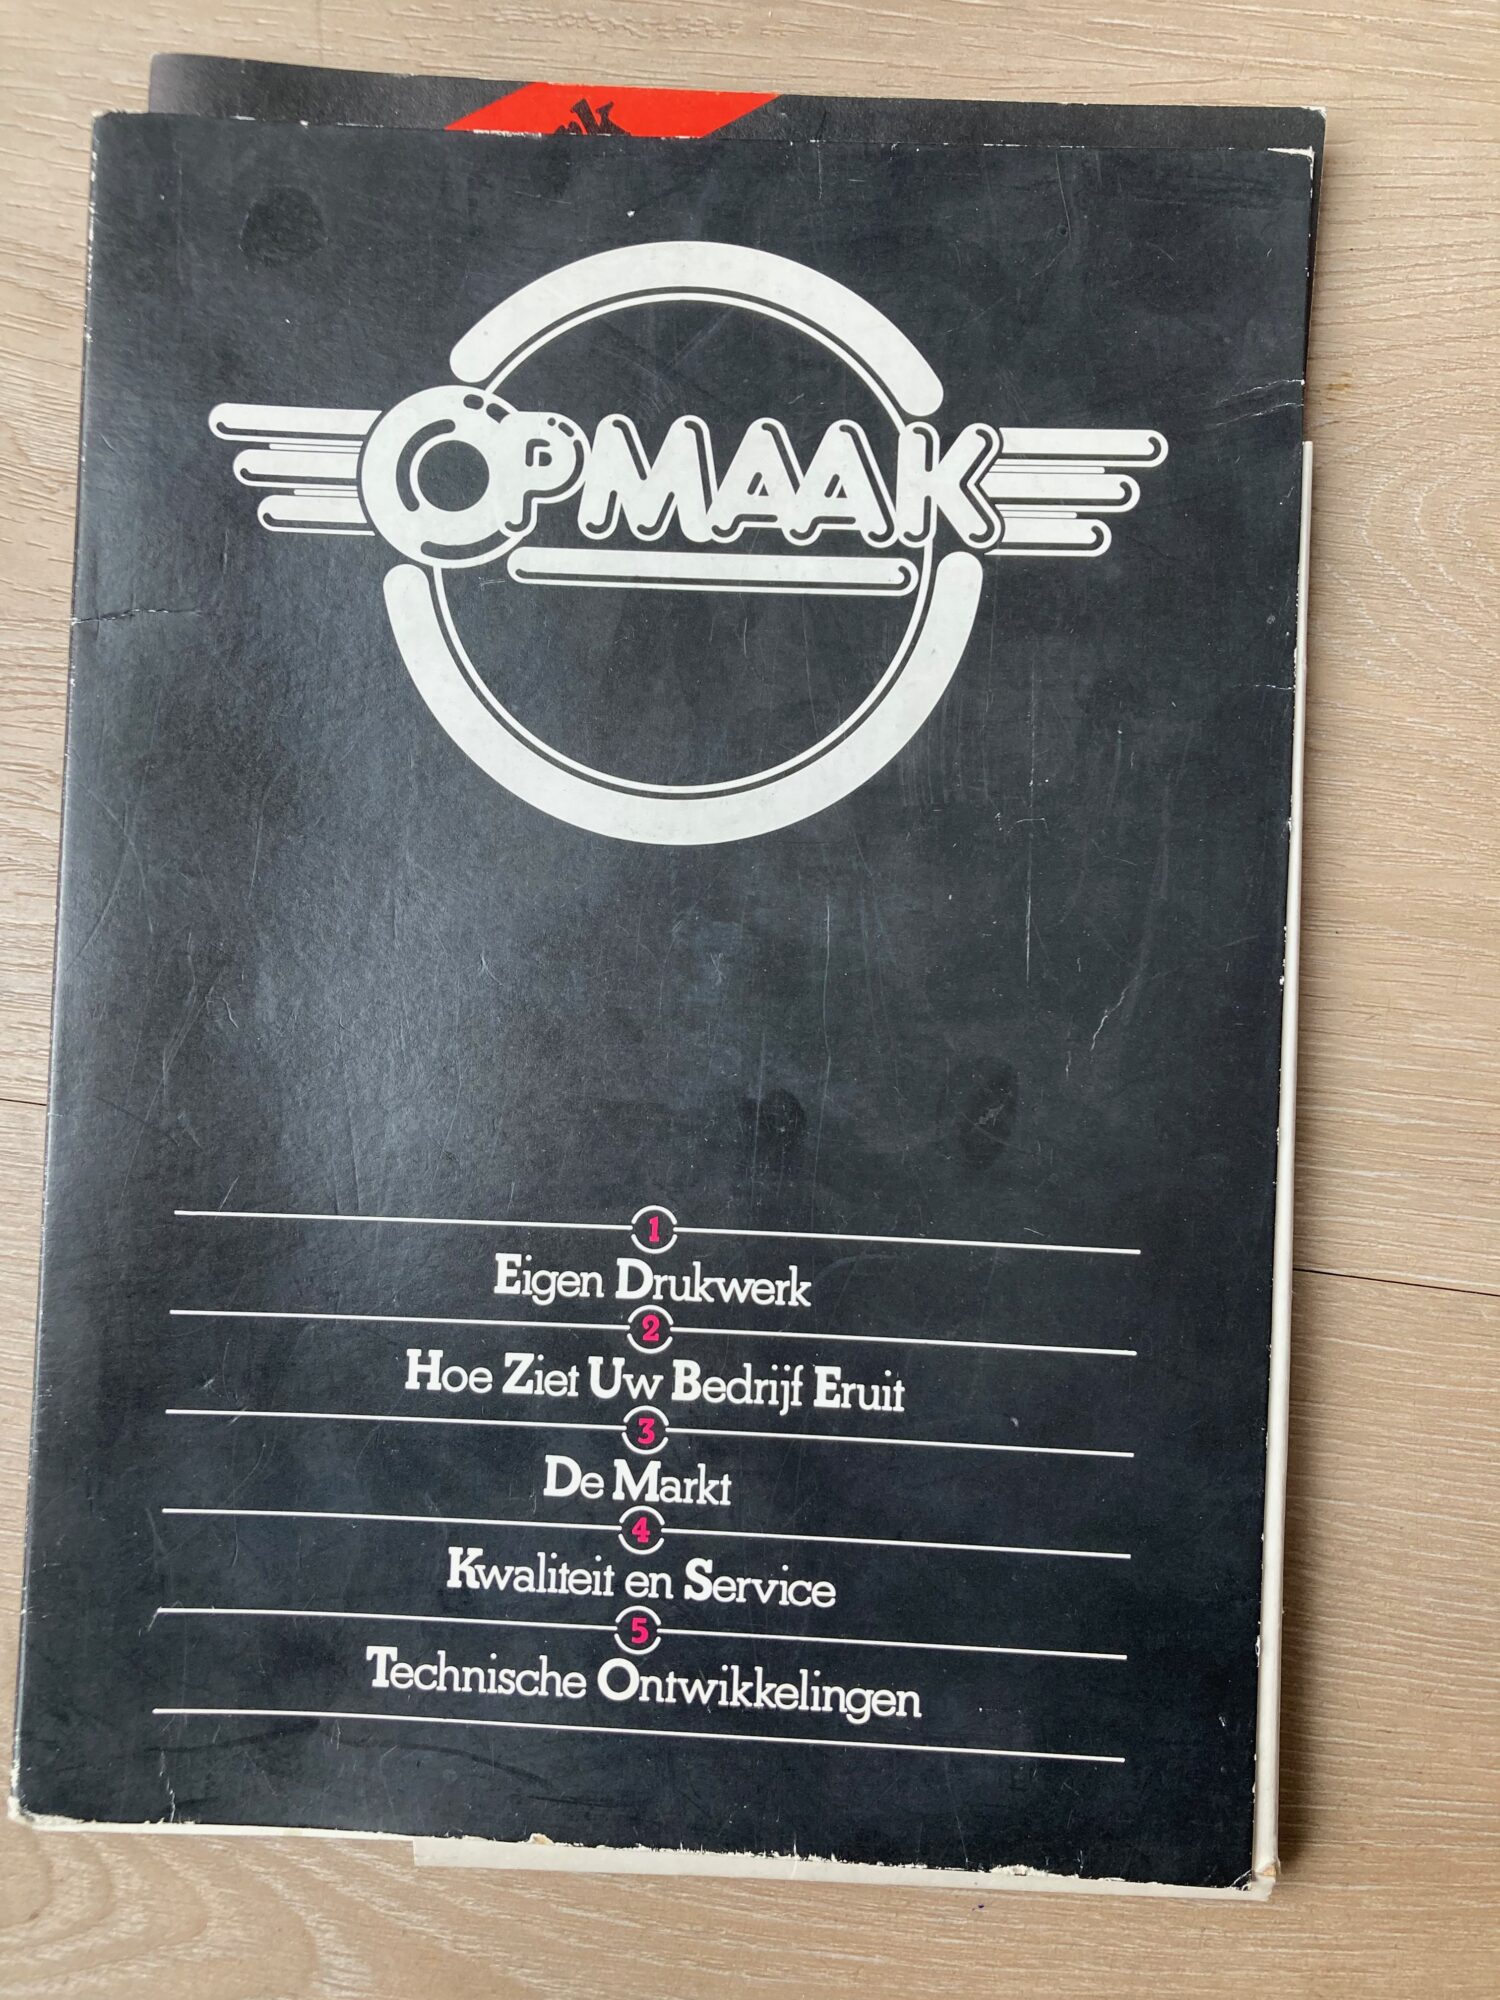 OPMAAK
1
Eigen Drukwerk
2
Hoe Ziet Uw Bedrijf Eruit
3
De Markt
4
Kwaliteit en Service
5
Technische Ontwikkelingen